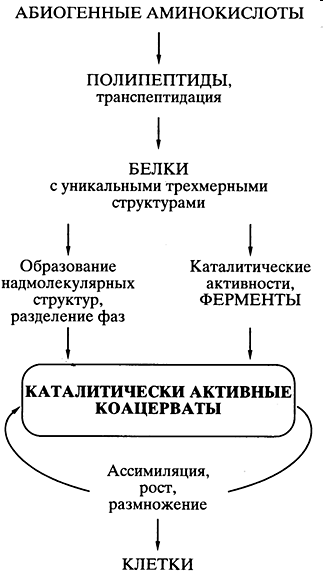 АБИОГЕННЫЕ АМИНОКИСЛОТЫ
ПОЛИПЕПТИДЫ,
транспептидация
БЕЛКИ
с уникальными трехмерными
структурами
Образование
надмолекулярных
структур,
разделение фаз
Каталитические
активности,
ФЕРМЕНТЫ
КАТАЛИТИЧЕСКИ АКТИВНЫЕ
КОАЦЕРВАТЫ
Ассимиляция,
рост,
размножение
КЛЕТКИ